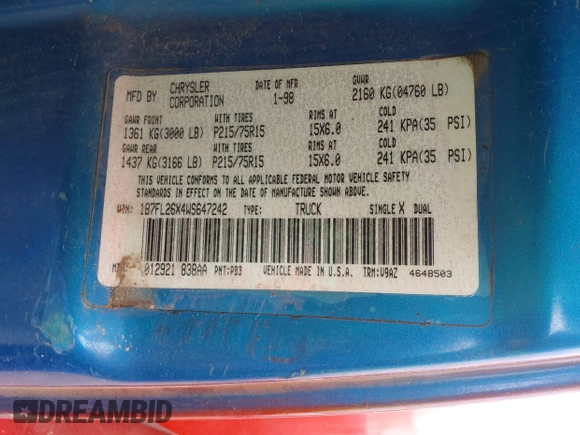 MFD BY CHRYSLER CORPORATION DATE OF MFR 1-98 GVWR 2160 KG(04760 LB)
GAWR FRONT WITH TIRES RIMS AT COLD
1361 KG(3000 LB) P215/75R15 15X6.0 241 KPA(35 PSI)
GAWR REAR WITH TIRES RIMS AT COLD
1437 KG(3166 LB) P215/75R15 15X6.0 241 KPA(35 PSI)
THIS VEHICLE CONFORMS TO ALL APPLICABLE FEDERAL MOTOR VEHICLE SAFETY
STANDARDS IN EFFECT ON THE DATE OF MANUFACTURE SHOWN ABOVE.
VIN: 1B7FL26X4WS647242 TYPE: TRUCK SINGLE X DUAL
012921 838AA PNT:PB3 VEHICLE MADE IN U.S.A. TRM:V9AZ 4648503
DREAMBID